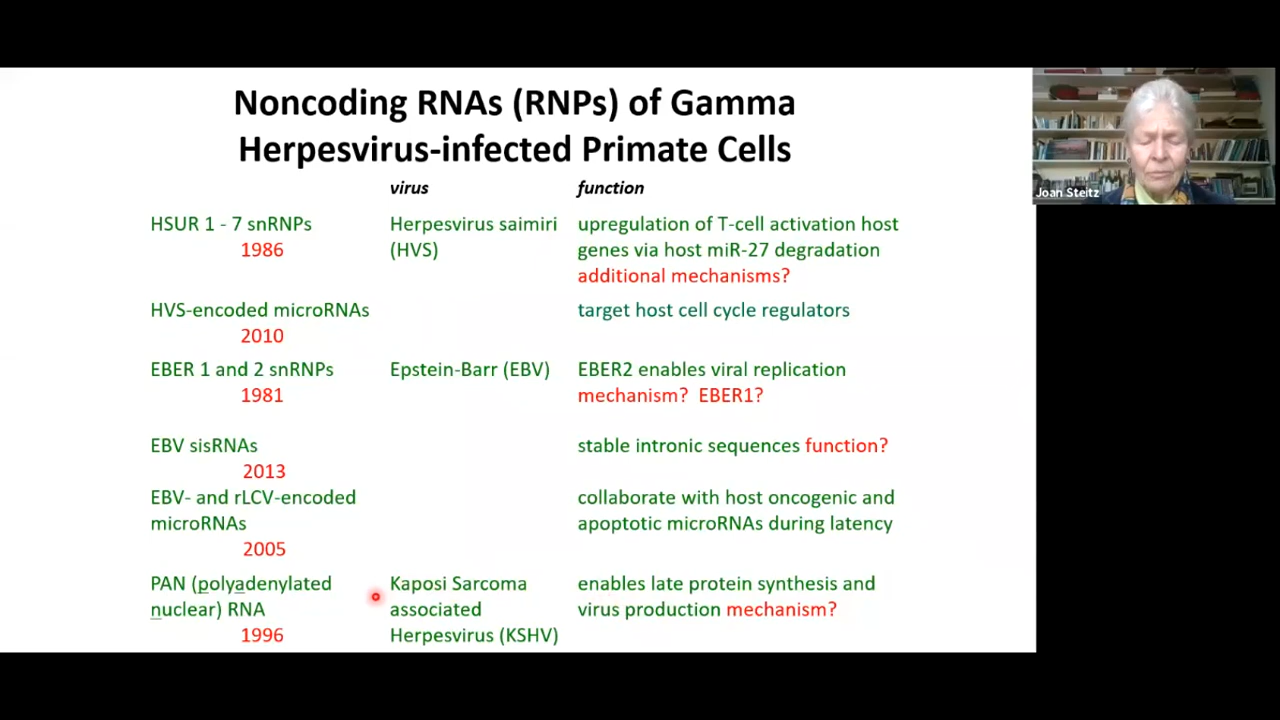 Noncoding RNAs (RNPs) of Gamma
Herpesvirus-infected Primate Cells
virus function
HSUR 1 - 7 snRNPs Herpesvirus saimiri upregulation of T-cell activation host
1986 (HVS) genes via host miR-27 degradation
additional mechanisms?
HVS-encoded microRNAs target host cell cycle regulators
2010
EBER 1 and 2 snRNPs Epstein-Barr (EBV) EBER2 enables viral replication
1981 mechanism? EBER1?
EBV sisRNAs stable intronic sequences function?
2013
EBV- and rLCV-encoded collaborate with host oncogenic and
microRNAs apoptotic microRNAs during latency
2005
PAN (polyadenylated Kaposi Sarcoma enables late protein synthesis and
nuclear) RNA associated virus production mechanism?
1996 Herpesvirus (KSHV)
Joan Steitz